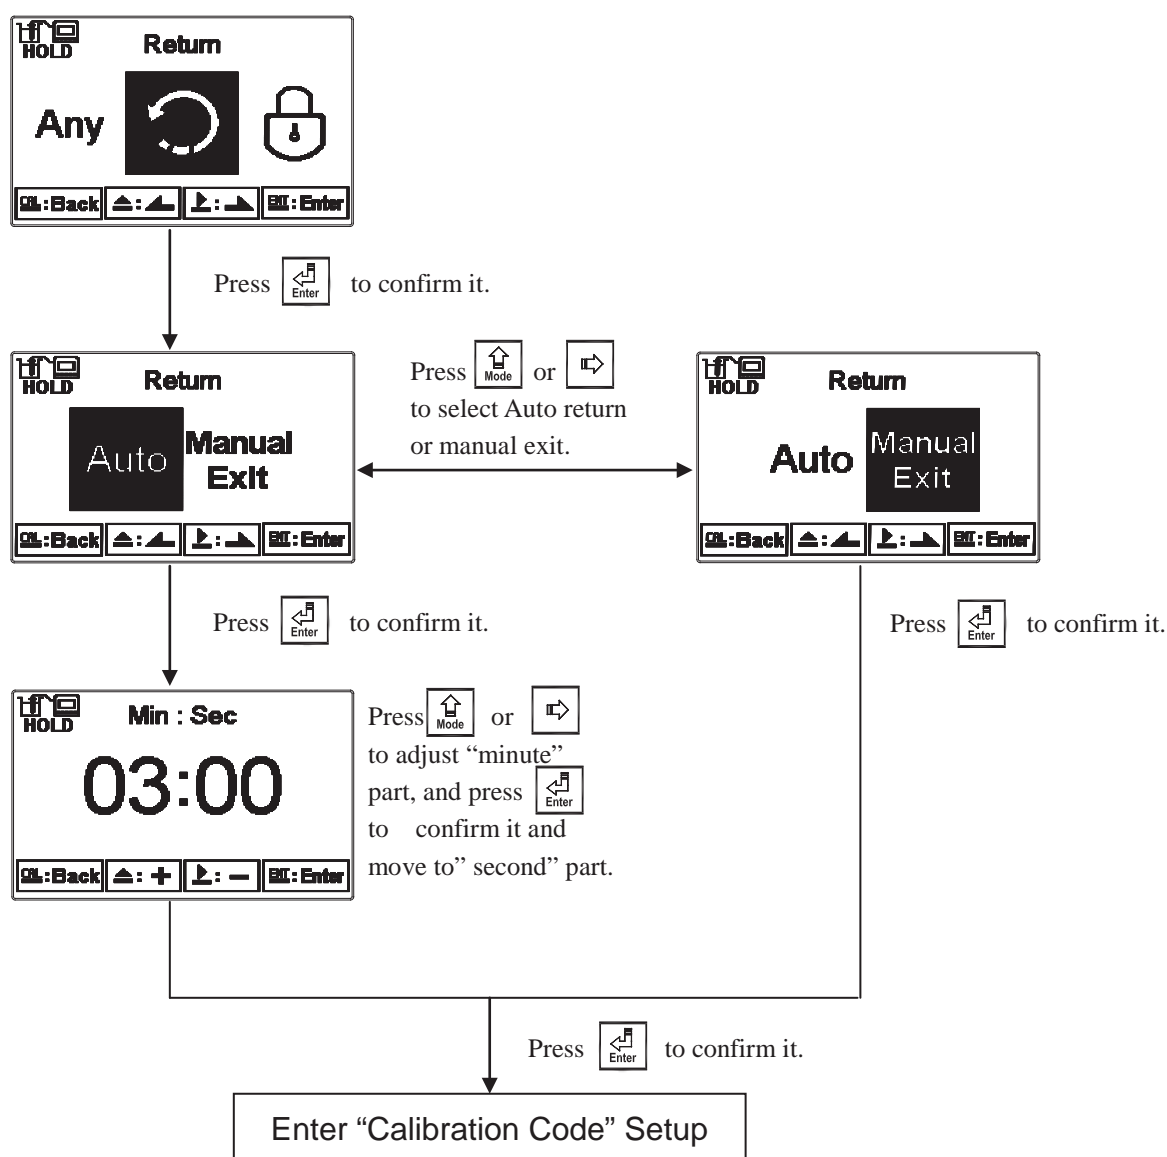 HOLD
Return
Any
CAL:Back
:
:
ENT:Enter
Press Enter to confirm it.
HOLD
Return
Auto
Manual
Exit
CAL:Back
:
:
ENT:Enter
Press Mode or
to select Auto return
or manual exit.
HOLD
Return
Auto
Manual
Exit
CAL:Back
:
:
ENT:Enter
Press Enter to confirm it.
Press Enter to confirm it.
HOLD
Min : Sec
03:00
CAL:Back
: +
: −
ENT:Enter
Press Mode or
to adjust “minute”
part, and press Enter
to confirm it and
move to” second” part.
Press Enter to confirm it.
Enter “Calibration Code” Setup